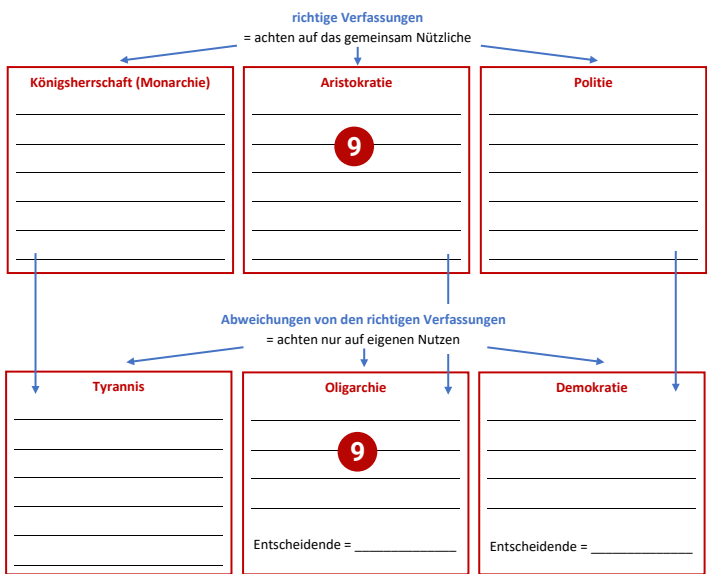 richtige Verfassungen
= achten auf das gemeinsam Nützliche
Königsherrschaft (Monarchie)
Aristokratie
Politie
9
Abweichungen von den richtigen Verfassungen
= achten nur auf eigenen Nutzen
Tyrannis
Oligarchie
Demokratie
9
Entscheidende = ______________
Entscheidende = ______________